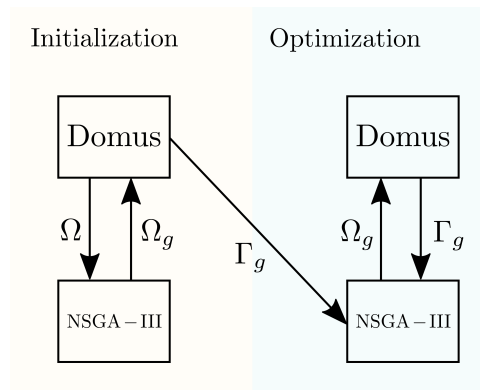 Initialization Optimization
Domus Domus
Ω Ω_g Γ_g Ω_g Γ_g
NSGA – III NSGA – III